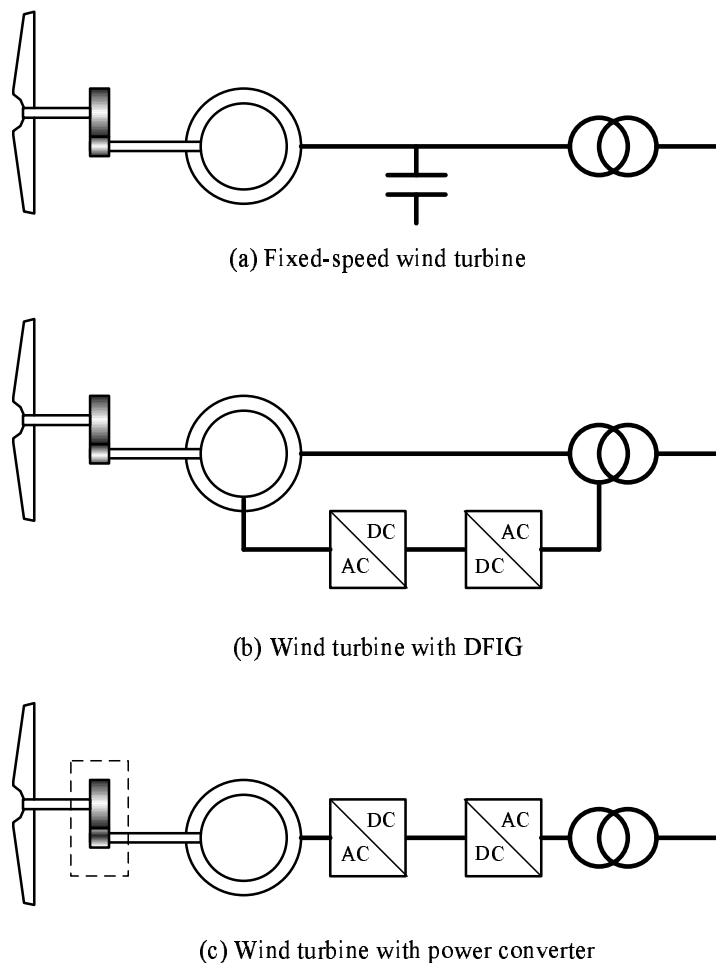 (a) Fixed-speed wind turbine
DC
AC
AC
DC
(b) Wind turbine with DFIG
DC
AC
AC
DC
(c) Wind turbine with power converter